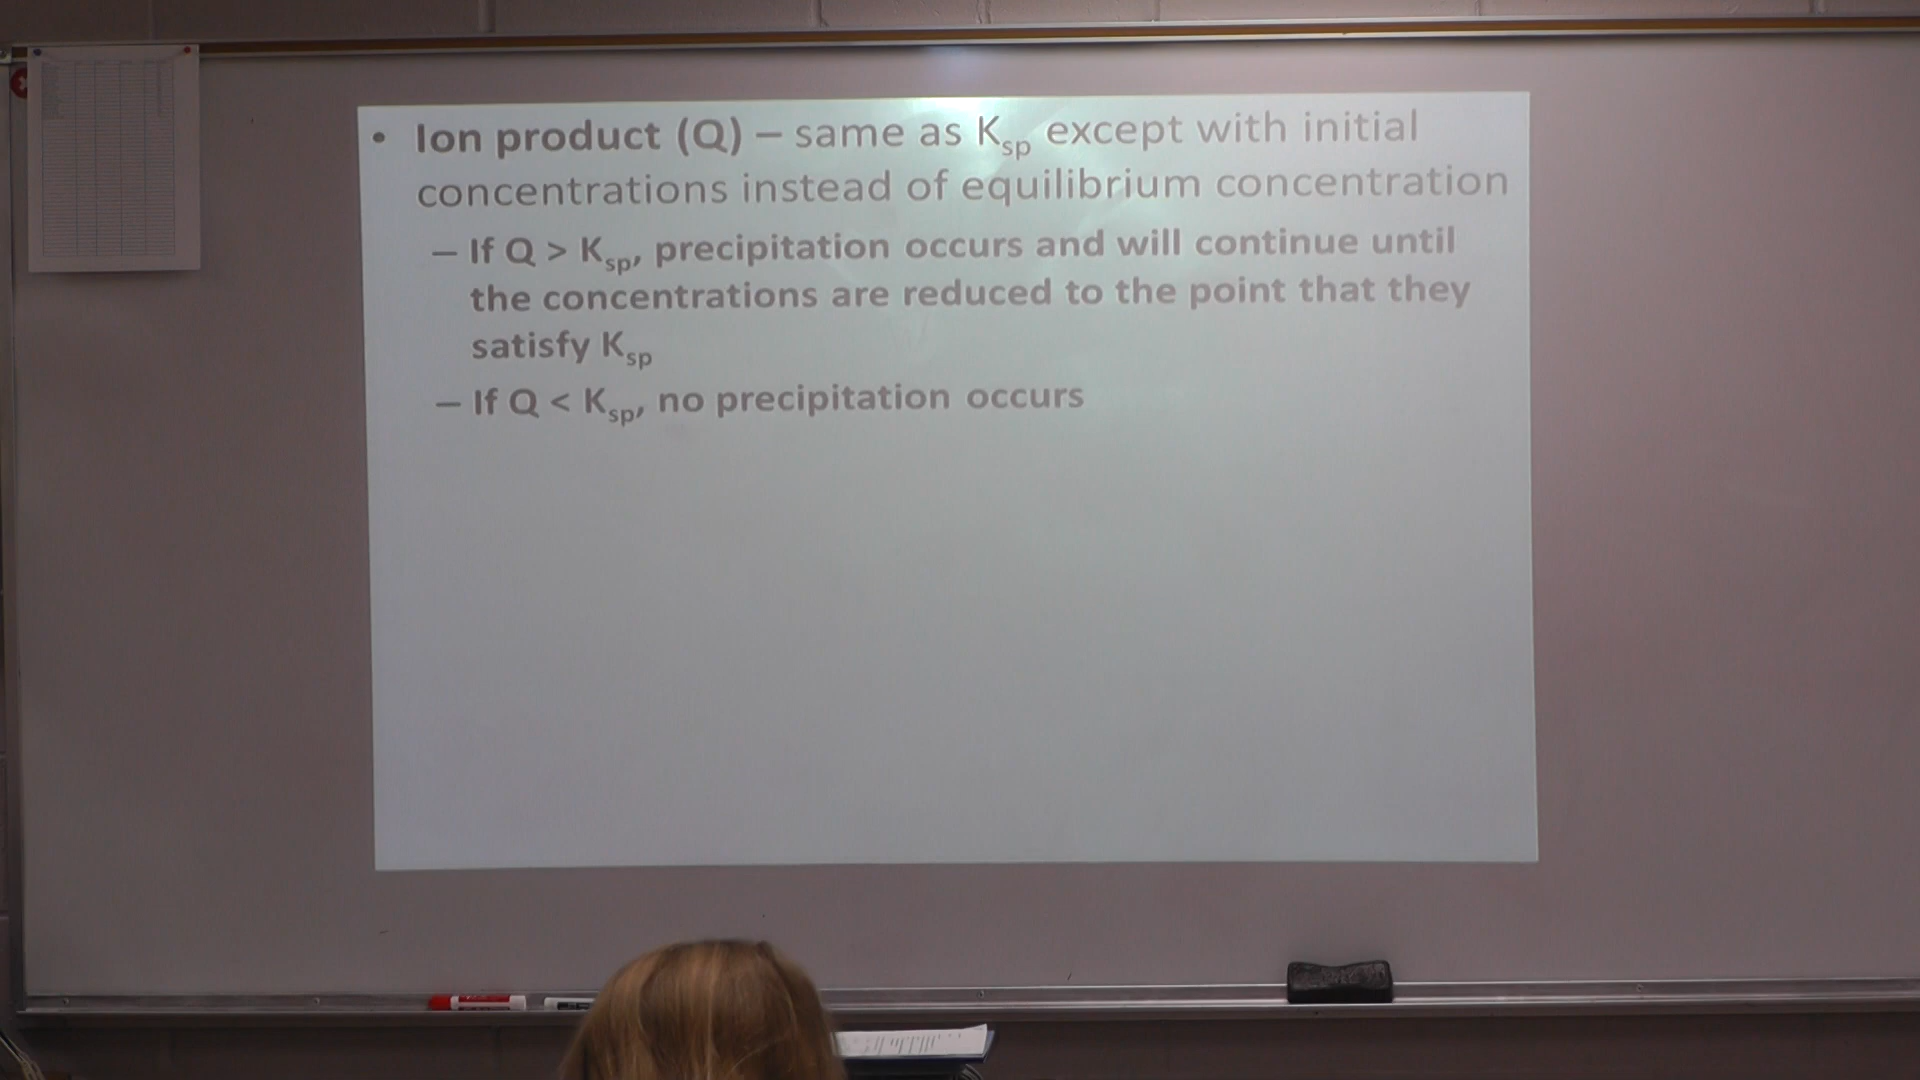 • Ion product (Q) – same as Ksp except with initial
concentrations instead of equilibrium concentration
– If Q > Ksp, precipitation occurs and will continue until
the concentrations are reduced to the point that they
satisfy Ksp
– If Q < Ksp, no precipitation occurs